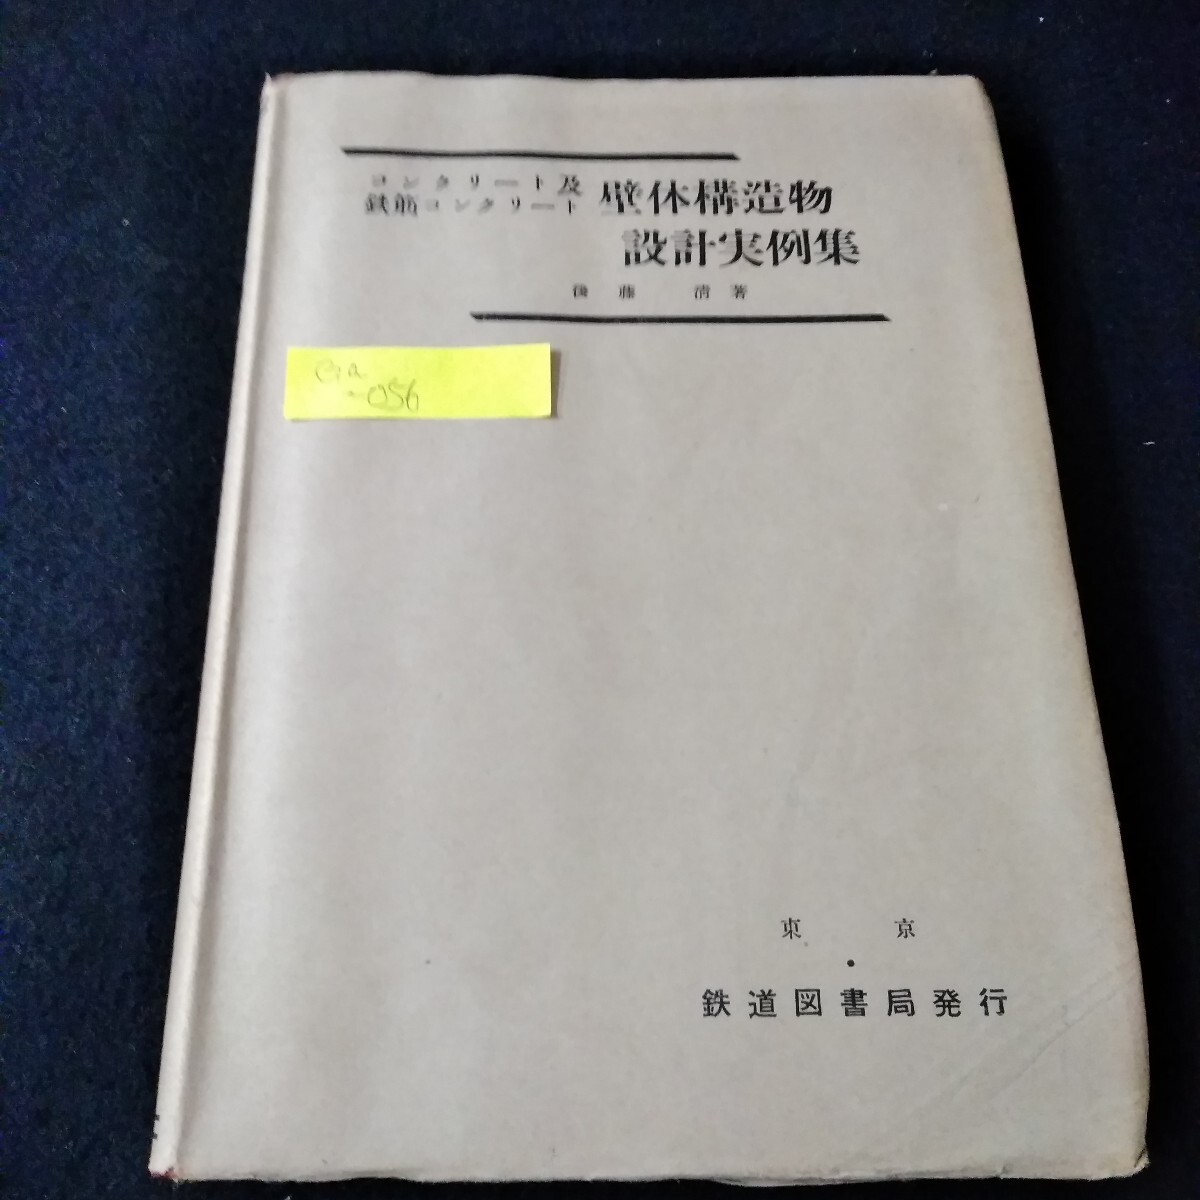 コンクリート及
鉄筋コンクリート 壁体構造物
設計実例集
後藤 清著
Ga
-056
東京
・
鉄道図書局発行